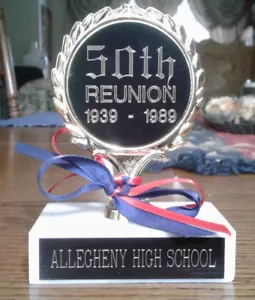 50th
REUNION
1939 - 1989
ALLEGHENY HIGH SCHOOL